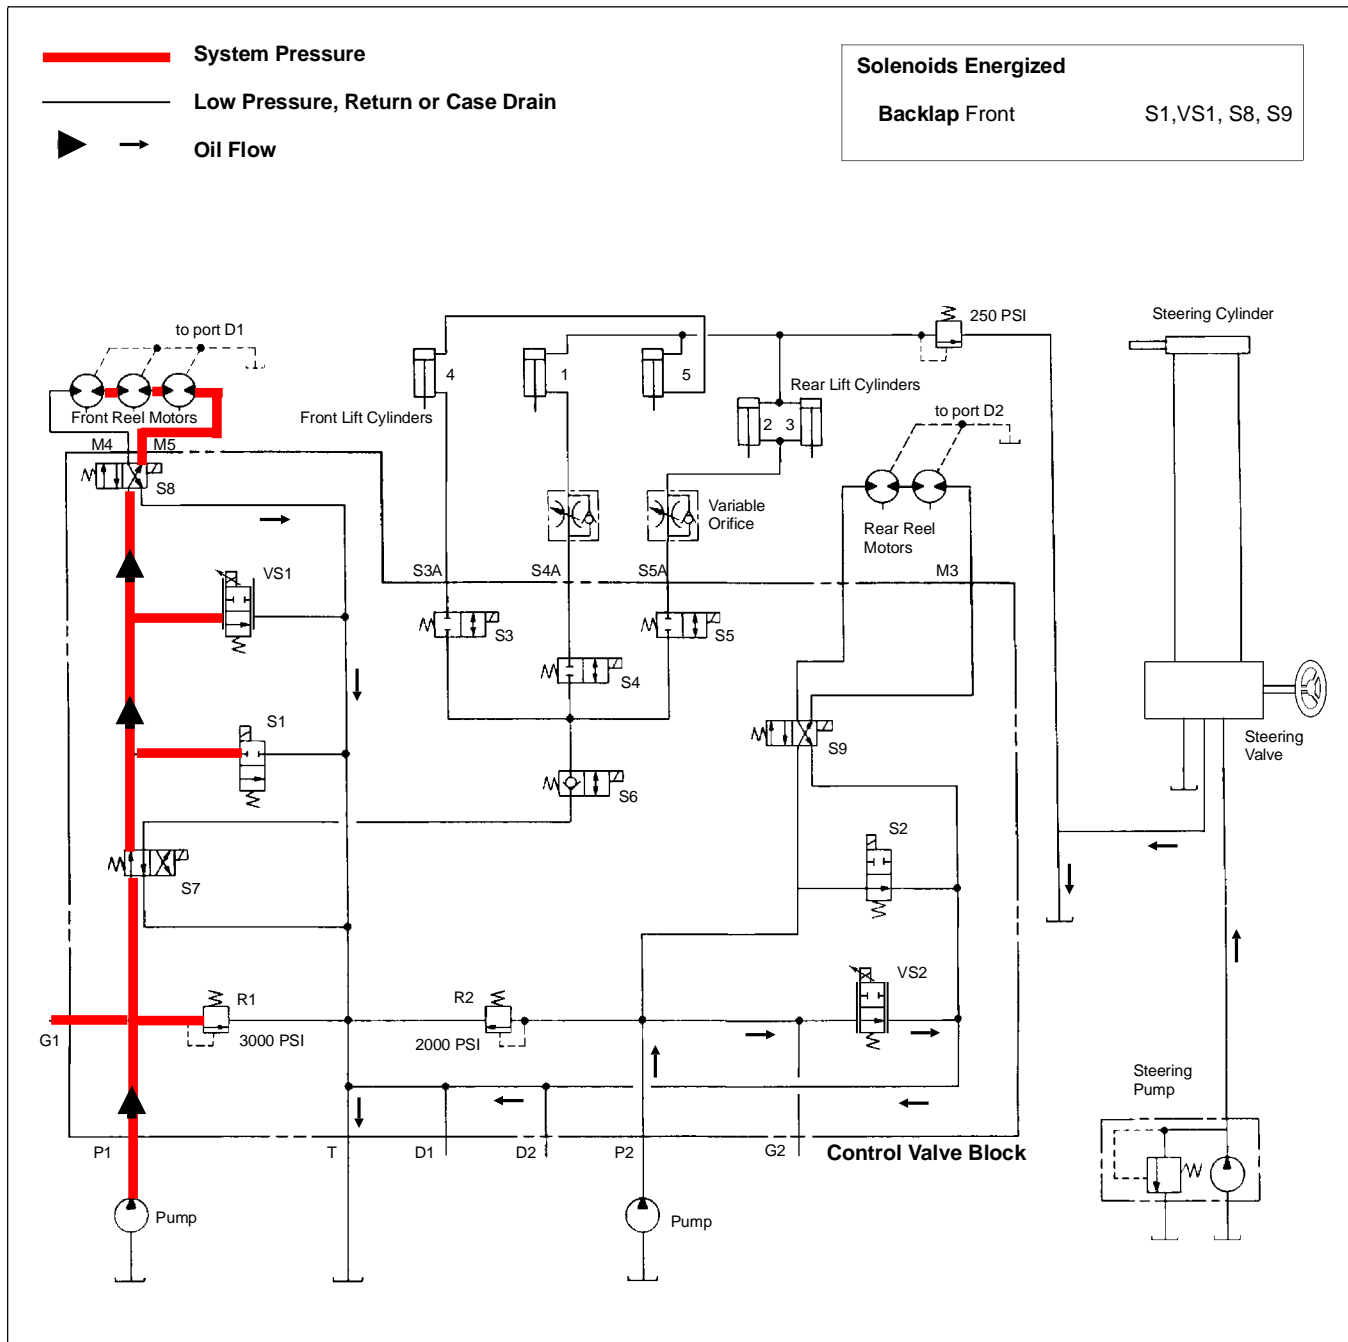 System Pressure
Low Pressure, Return or Case Drain
Oil Flow
Solenoids Energized
Backlap Front S1,VS1, S8, S9
250 PSI
Steering Cylinder
to port D1
4
1
5
Rear Lift Cylinders
Front Reel Motors
Front Lift Cylinders
to port D2
2 3
M4
M5
S8
Variable
Orifice
Rear Reel
Motors
VS1
S3A
S4A
S5A
M3
S3
S5
S4
S1
S9
Steering
Valve
S6
S2
S7
VS2
R1
R2
G1
3000 PSI
2000 PSI
Steering
Pump
P1
T
D1
D2
P2
G2
Control Valve Block
Pump
Pump